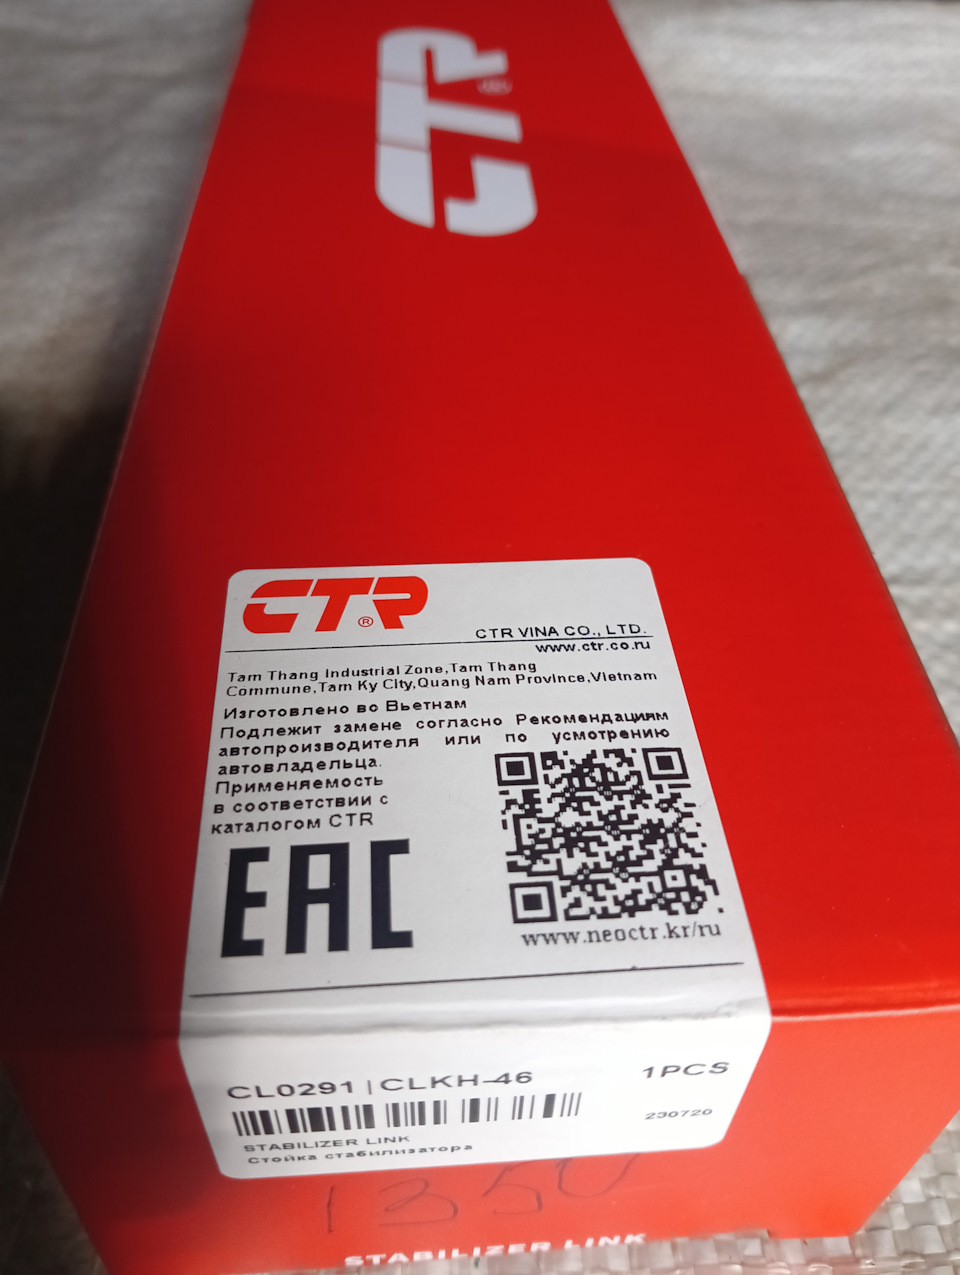 CTR
CTR®
CTR VINA CO., LTD.
www.ctr.co.ru
Tam Thang Industrial Zone,Tam Thang
Commune,Tam Ky City,Quang Nam Province,Vietnam
Изготовлено во Вьетнам
Подлежит замене согласно Рекомендациям
автопроизводителя или по усмотрению
автовладельца.
Применяемость
в соответствии с
каталогом CTR
EAC
www.neoctr.kr/ru
CL0291 | CLKH-46 1PCS
230720
STABILIZER LINK
Стойка стабилизатора
1350
STABILIZER LINK